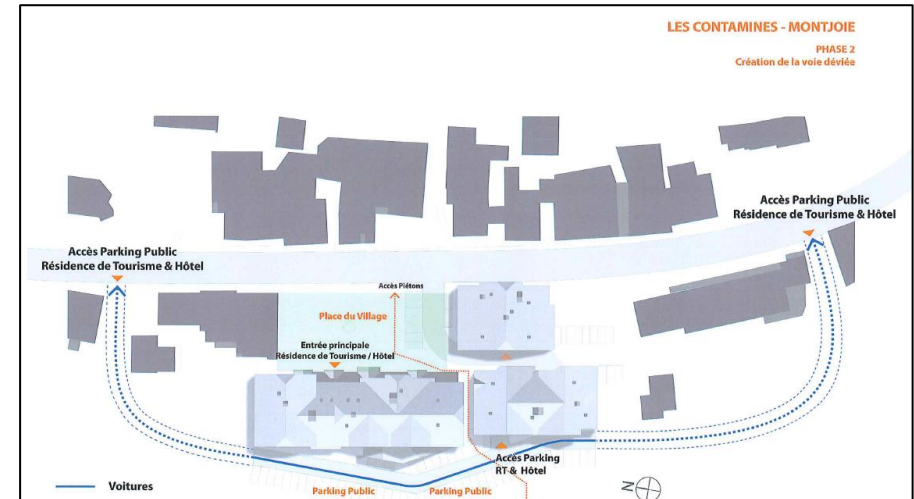 LES CONTAMINES - MONTJOIE
PHASE 2
Création de la voie déviée
Accès Parking Public
Résidence de Tourisme & Hôtel
Accès Parking Public
Résidence de Tourisme & Hôtel
Accès Piétons
Place du Village
Entrée principale
Résidence de Tourisme / Hôtel
Accès Parking
RT & Hôtel
Voitures
Parking Public
Parking Public
N